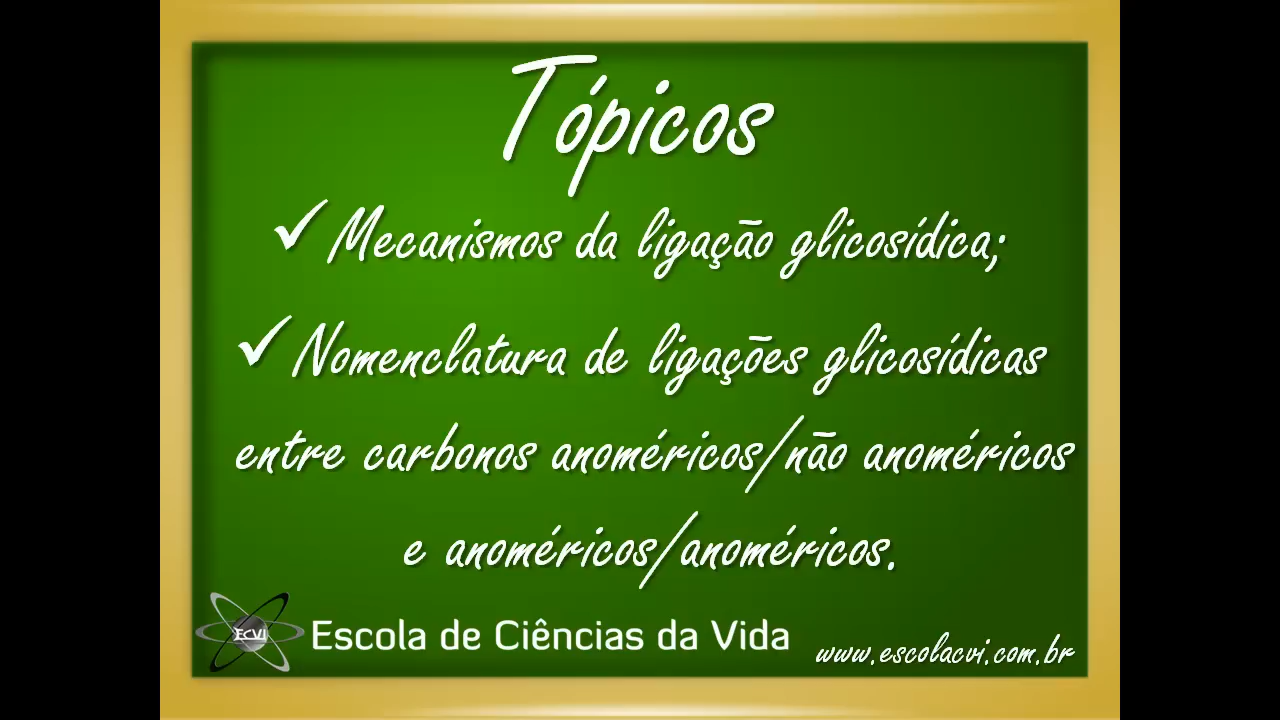 Tópicos
✓ Mecanismos da ligação glicosídica;
✓ Nomenclatura de ligações glicosídicas
entre carbonos anoméricos/não anoméricos
e anoméricos/anoméricos.
ECVI Escola de Ciências da Vida
www.escolacvi.com.br